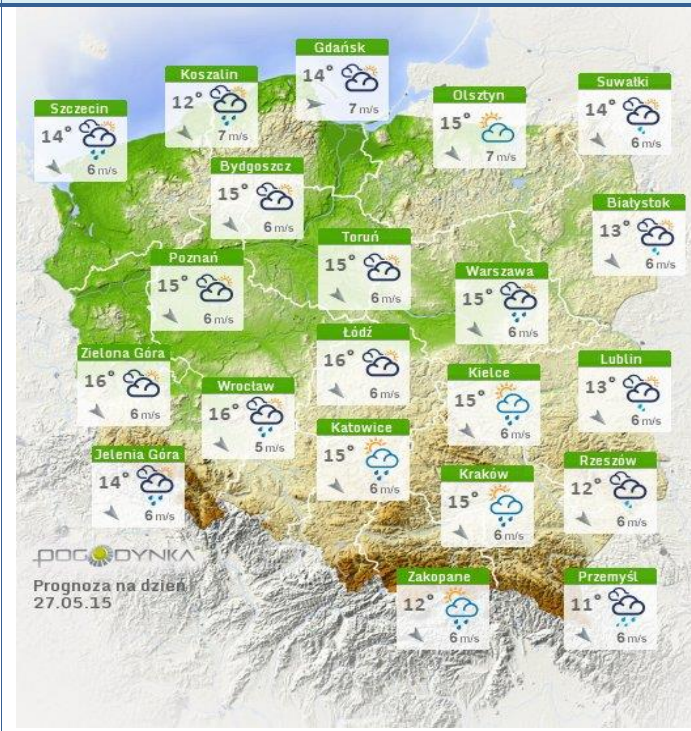 Gdańsk
14°
7 m/s
Koszalin
12°
7 m/s
Szczecin
14°
6 m/s
Olsztyn
15°
7 m/s
Suwałki
14°
6 m/s
Bydgoszcz
15°
6 m/s
Białystok
13°
6 m/s
Toruń
15°
6 m/s
Poznań
15°
6 m/s
Warszawa
15°
6 m/s
Łódź
16°
6 m/s
Zielona Góra
16°
6 m/s
Wrocław
16°
5 m/s
Kielce
15°
6 m/s
Lublin
13°
6 m/s
Katowice
15°
6 m/s
Jelenia Góra
14°
6 m/s
Kraków
15°
6 m/s
Rzeszów
12°
6 m/s
POGODYNKA
Prognoza na dzień
27.05.15
Zakopane
12°
6 m/s
Przemyśl
11°
6 m/s